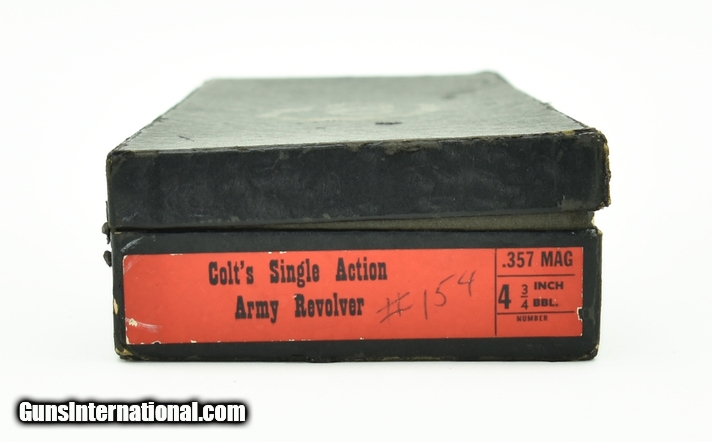 Colt's Single Action
Army Revolver
#154
.357 MAG
4 3/4 INCH BBL.
NUMBER
GunsInternational.com